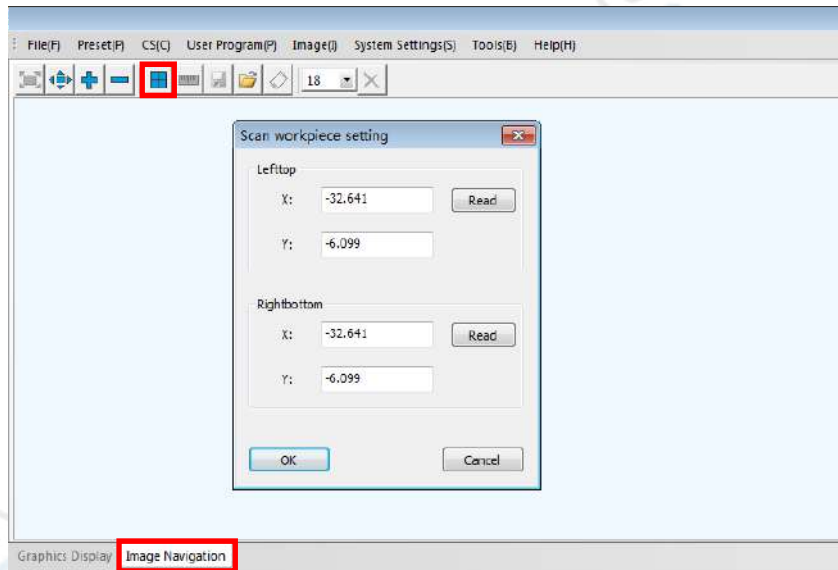 File(F) Preset(P) CS(C) User Program(P) Image(I) System Settings(S) Tools(B) Help(H)
18
Scan workpiece setting
Lefttop
X: -32.641 Read
Y: -6.099
Rightbottom
X: -32.641 Read
Y: -6.099
OK Cancel
Graphics Display Image Navigation